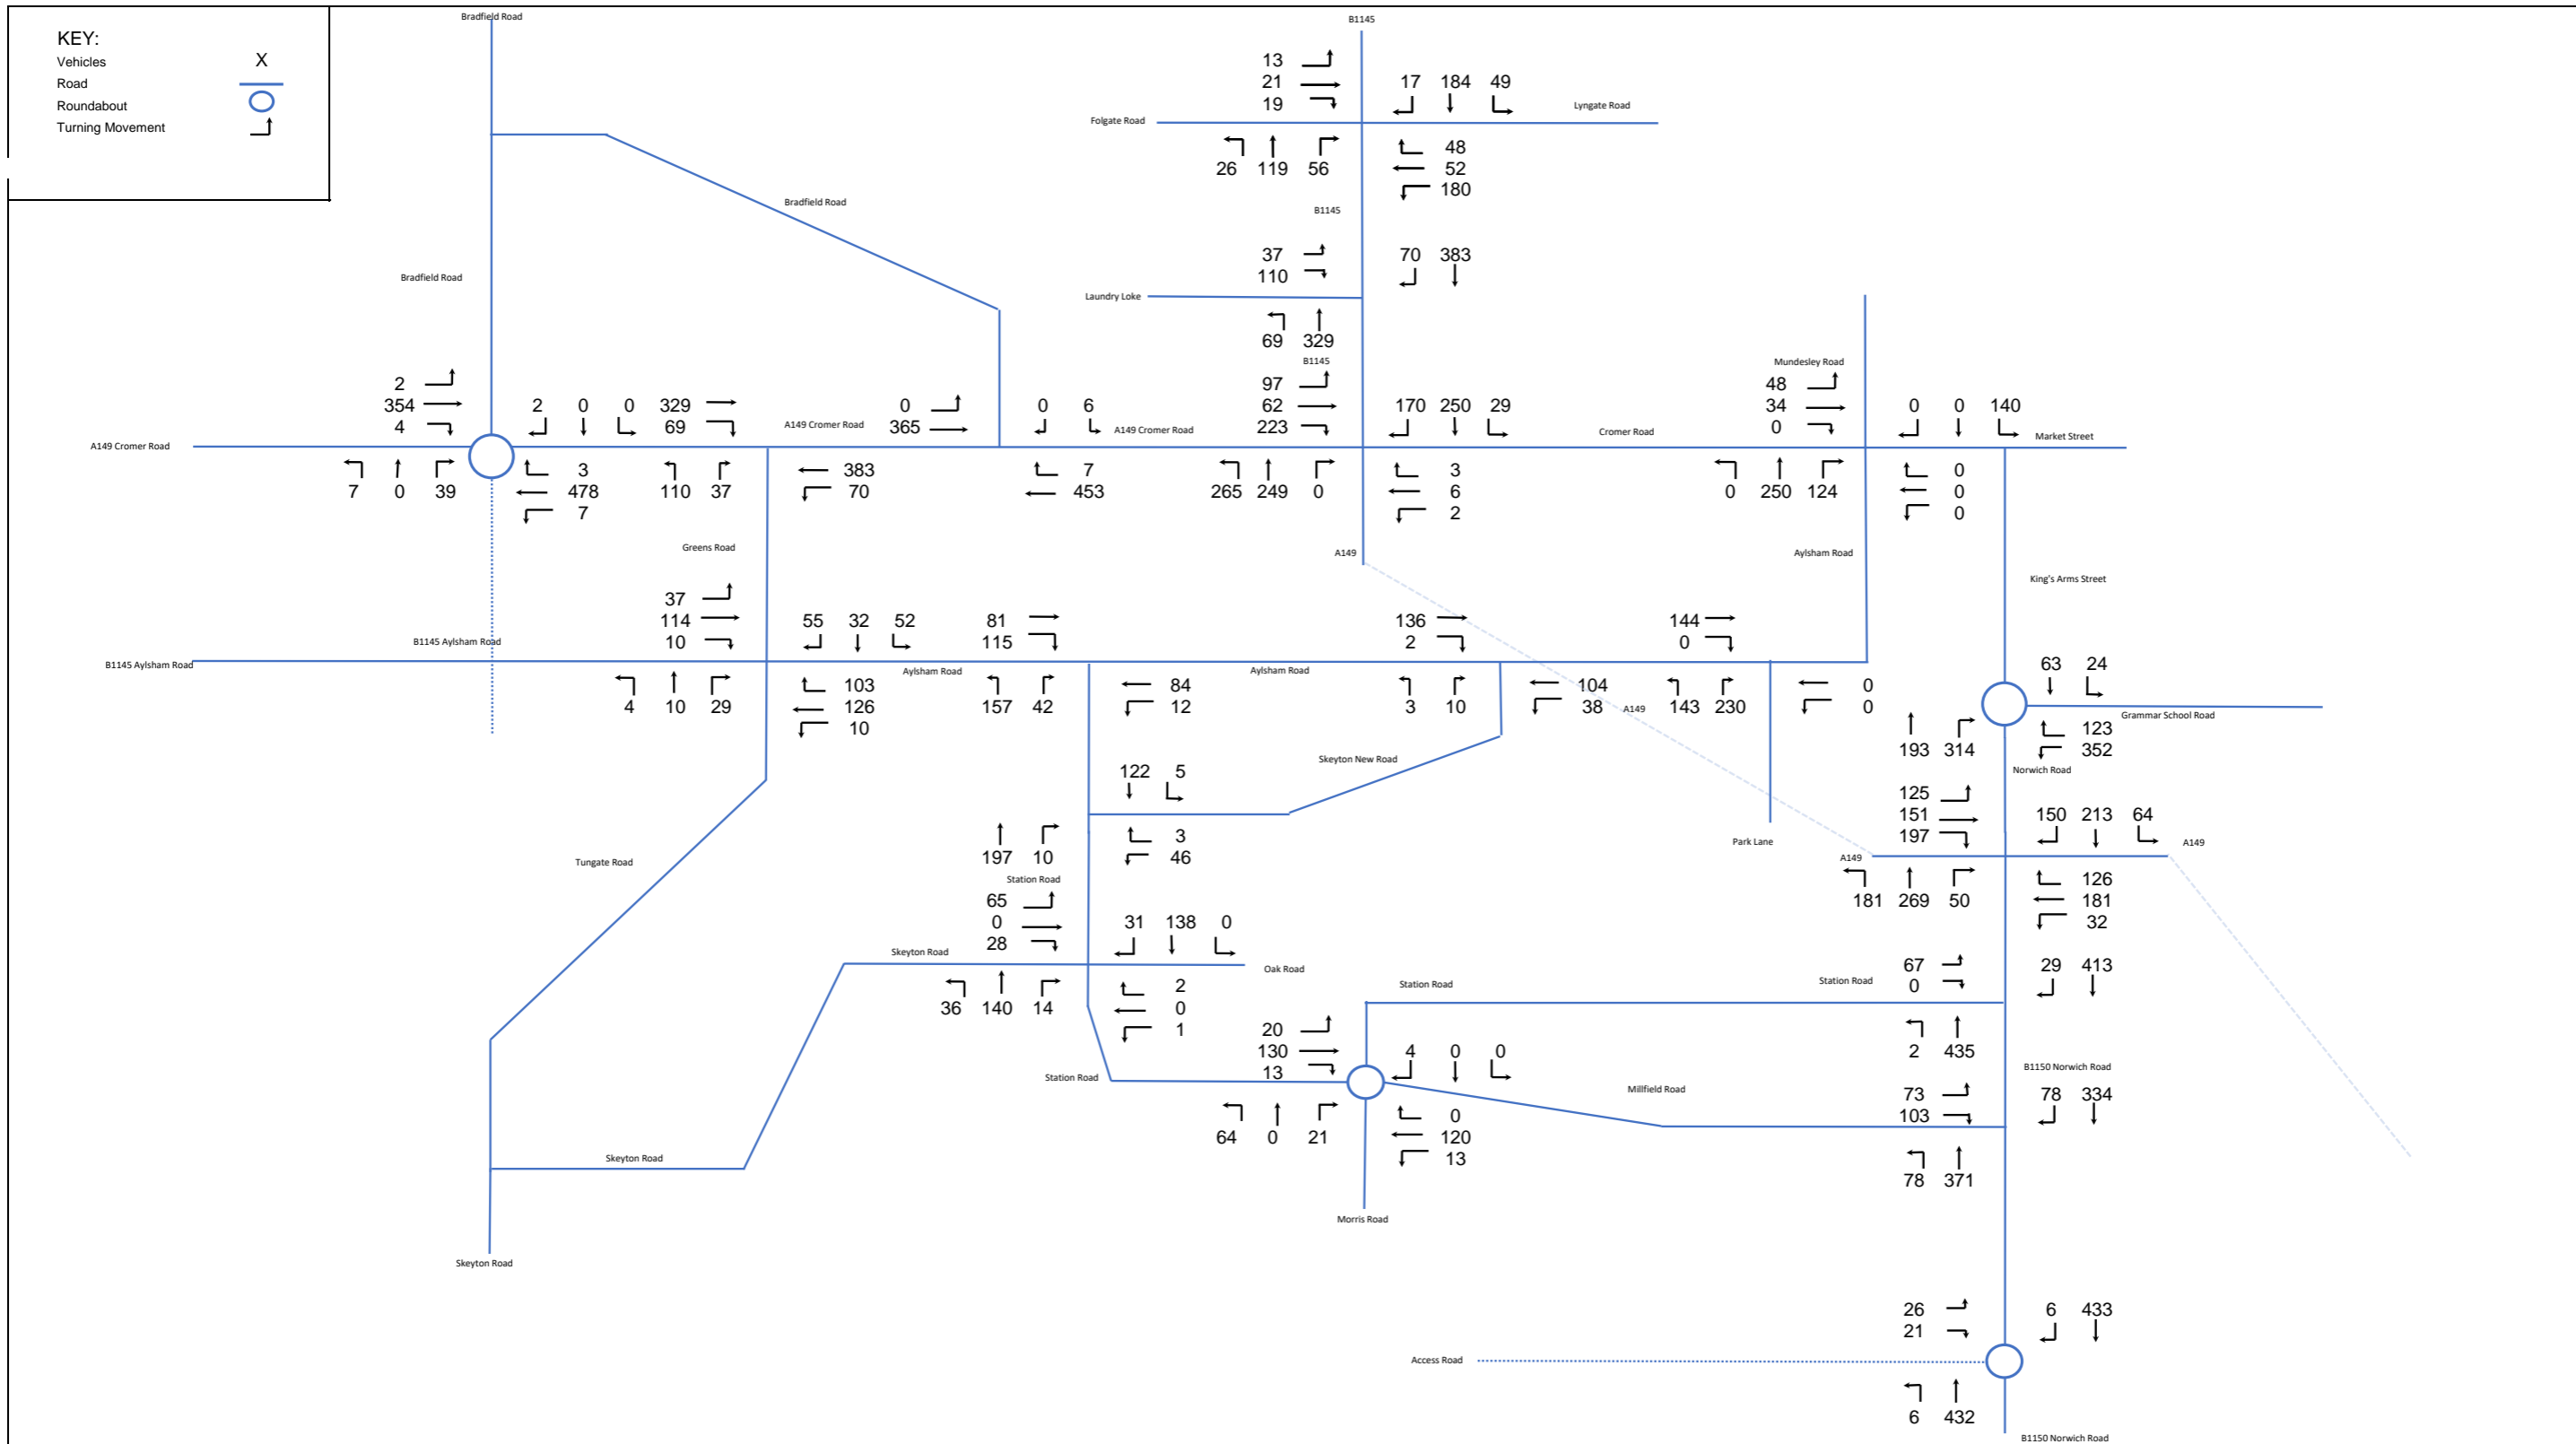 Bradfield Road
B1145
KEY:
Vehicles X
Road
Roundabout
Turning Movement
13
21
19
17 184 49
Lyngate Road
Folgate Road
26 119 56
48
52
180
Bradfield Road
B1145
Bradfield Road
37
110
70 383
Laundry Loke
69 329
B1145
Mundesley Road
2
354
4
2 0 0
329
69
A149 Cromer Road
0
365
0 6
A149 Cromer Road
97
62
223
170 250 29
Cromer Road
48
34
0
0 0 140
Market Street
A149 Cromer Road
7 0 39
3
478
7
110 37
383
70
7
453
265 249 0
3
6
2
0 250 124
0
0
0
Greens Road
A149
Aylsham Road
King's Arms Street
37
114
10
55 32 52
81
115
136
2
144
0
B1145 Aylsham Road
B1145 Aylsham Road
Aylsham Road
Aylsham Road
63 24
4 10 29
103
126
10
157 42
84
12
3 10
104
38
A149
143 230
0
0
Grammar School Road
193 314
123
352
Skeyton New Road
Norwich Road
122 5
125
151
197
150 213 64
A149
Park Lane
A149
Tungate Road
197 10
3
46
Station Road
181 269 50
126
181
32
65
0
28
31 138 0
Skeyton Road
Oak Road
36 140 14
2
0
1
Station Road
Station Road
67
0
29 413
2 435
20
130
13
4 0 0
Station Road
Millfield Road
B1150 Norwich Road
73
103
78 334
64 0 21
0
120
13
78 371
Skeyton Road
Morris Road
Skeyton Road
26
21
6 433
Access Road
6 432
B1150 Norwich Road